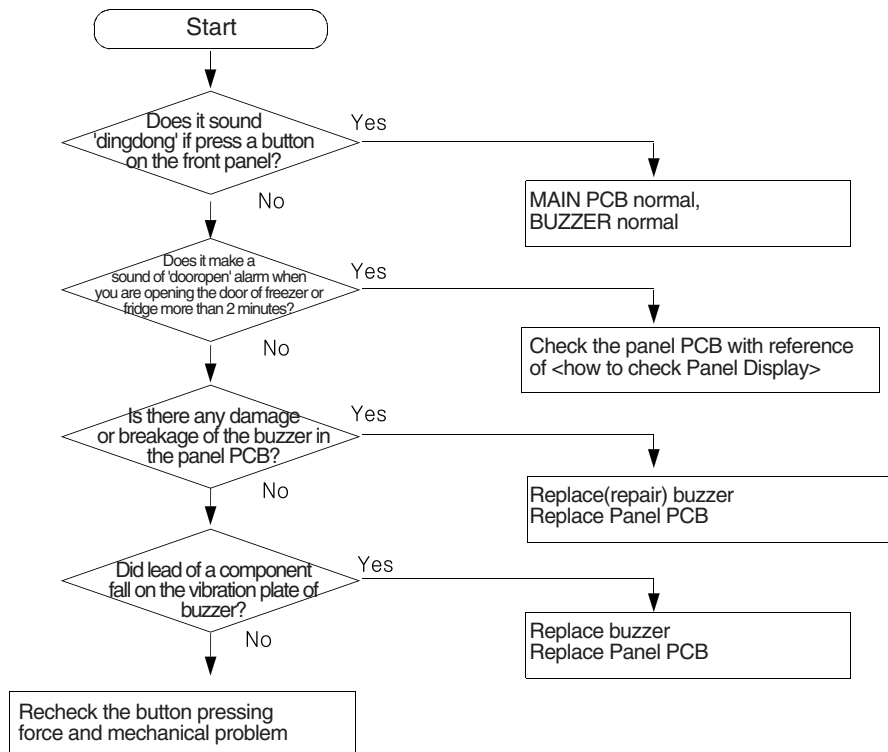 Start
Does it sound
'dingdong' if press a button
on the front panel?
Yes
MAIN PCB normal,
BUZZER normal
No
Does it make a
sound of 'dooropen' alarm when
you are opening the door of freezer or
fridge more than 2 minutes?
Yes
Check the panel PCB with reference
of <how to check Panel Display>
No
Is there any damage
or breakage of the buzzer in
the panel PCB?
Yes
Replace(repair) buzzer
Replace Panel PCB
No
Did lead of a component
fall on the vibration plate of
buzzer?
Yes
Replace buzzer
Replace Panel PCB
No
Recheck the button pressing
force and mechanical problem